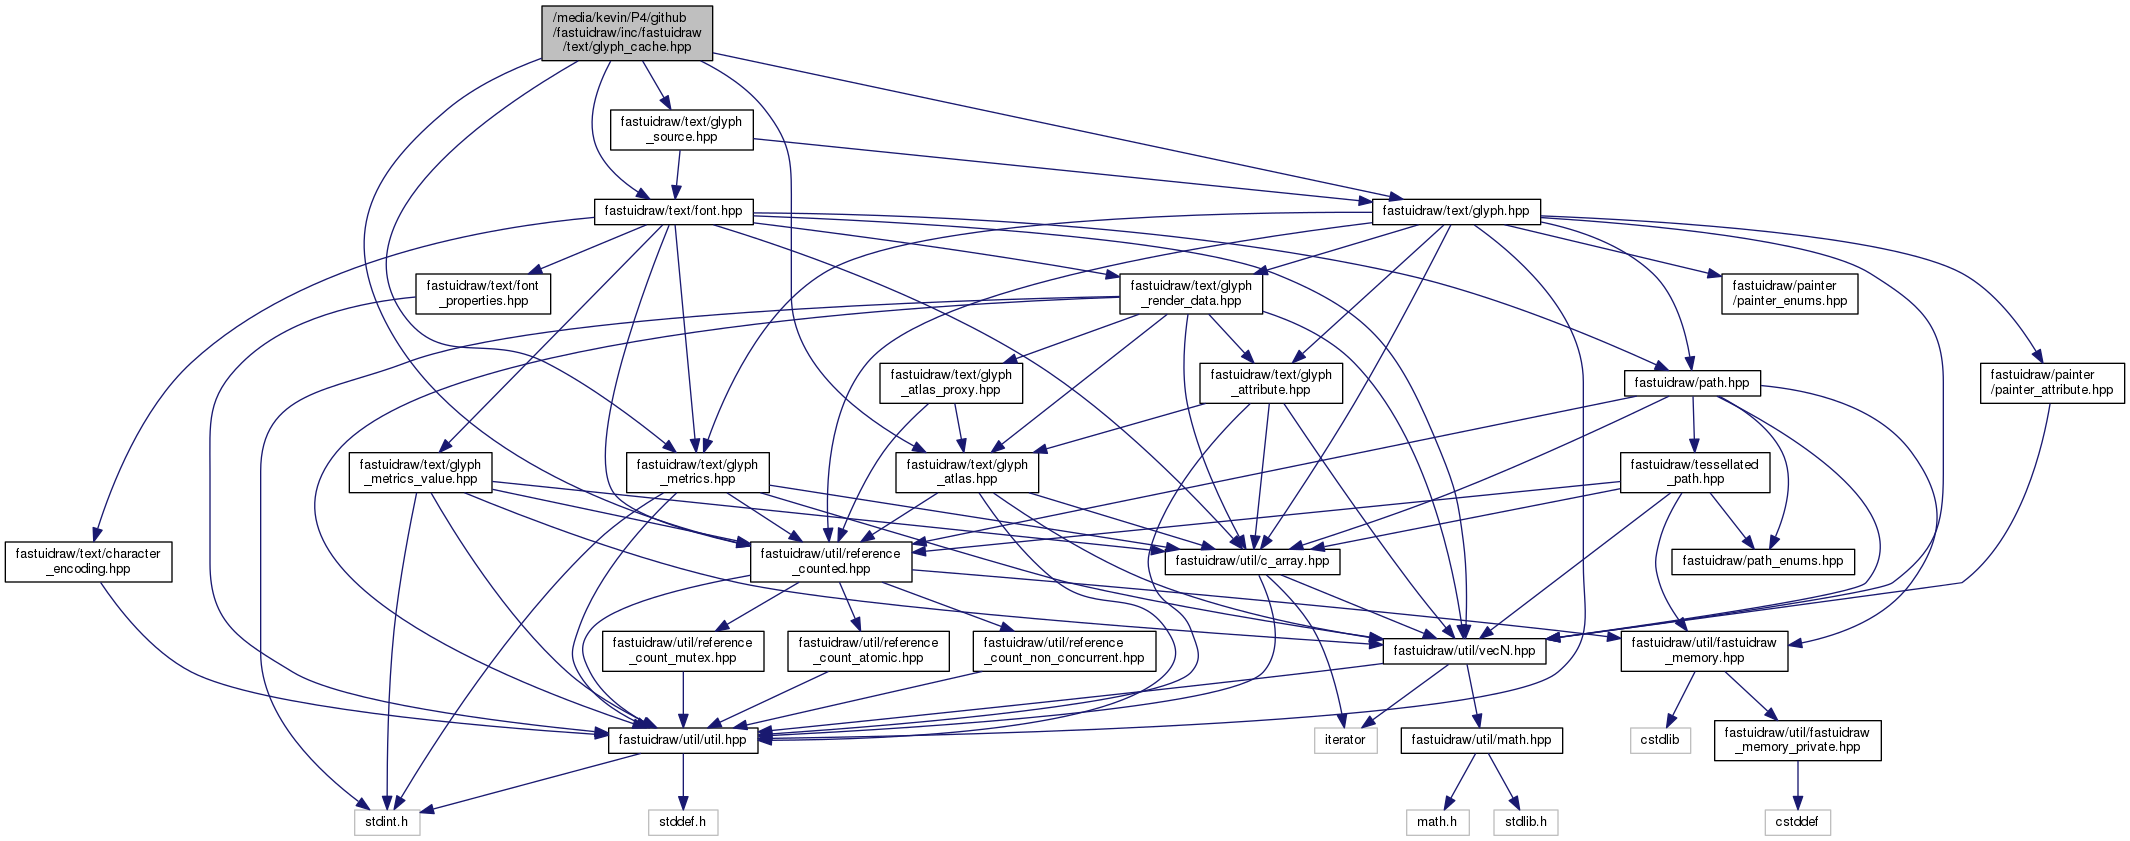 /media/kevin/P4/github
/fastuidraw/inc/fastuidraw
/text/glyph_cache.hpp
fastuidraw/text/glyph
_source.hpp
fastuidraw/text/font.hpp
fastuidraw/text/glyph.hpp
fastuidraw/text/font
_properties.hpp
fastuidraw/text/glyph
_render_data.hpp
fastuidraw/painter
/painter_enums.hpp
fastuidraw/text/glyph
_atlas_proxy.hpp
fastuidraw/text/glyph
_attribute.hpp
fastuidraw/path.hpp
fastuidraw/painter
/painter_attribute.hpp
fastuidraw/text/glyph
_metrics_value.hpp
fastuidraw/text/glyph
_metrics.hpp
fastuidraw/text/glyph
_atlas.hpp
fastuidraw/tessellated
_path.hpp
fastuidraw/text/character
_encoding.hpp
fastuidraw/util/reference
_counted.hpp
fastuidraw/util/c_array.hpp
fastuidraw/path_enums.hpp
fastuidraw/util/reference
_count_mutex.hpp
fastuidraw/util/reference
_count_atomic.hpp
fastuidraw/util/reference
_count_non_concurrent.hpp
fastuidraw/util/vecN.hpp
fastuidraw/util/fastuidraw
_memory.hpp
fastuidraw/util/util.hpp
iterator
fastuidraw/util/math.hpp
cstdlib
fastuidraw/util/fastuidraw
_memory_private.hpp
stdint.h
stddef.h
math.h
stdlib.h
cstddef